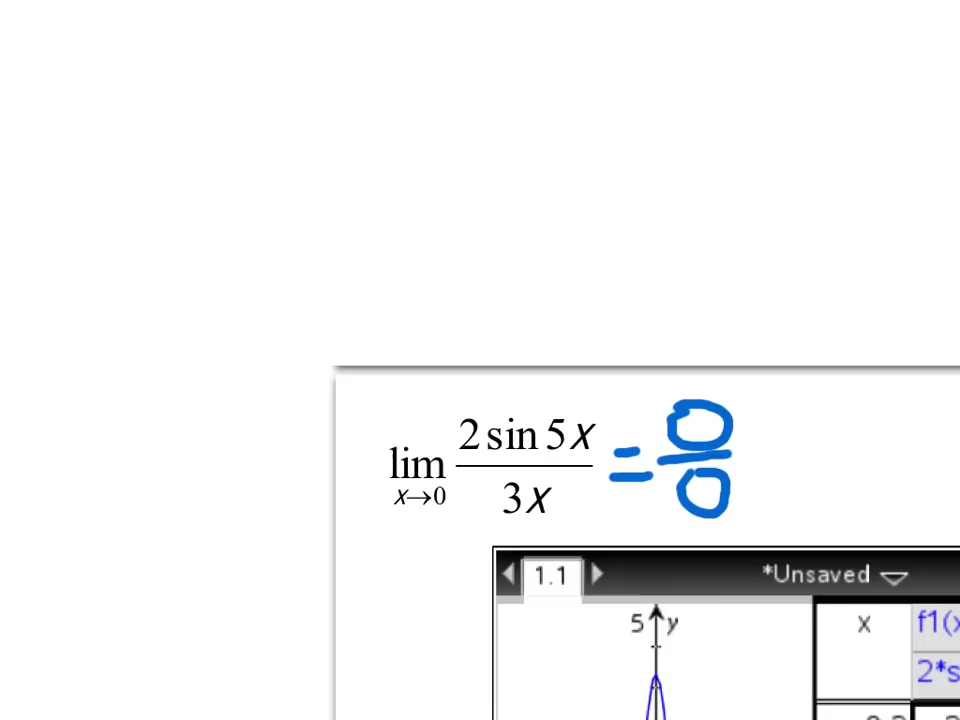 lim x→0 2 sin 5x / 3x = 0/0
1.1 *Unsaved
5 y x f1(x
2*s